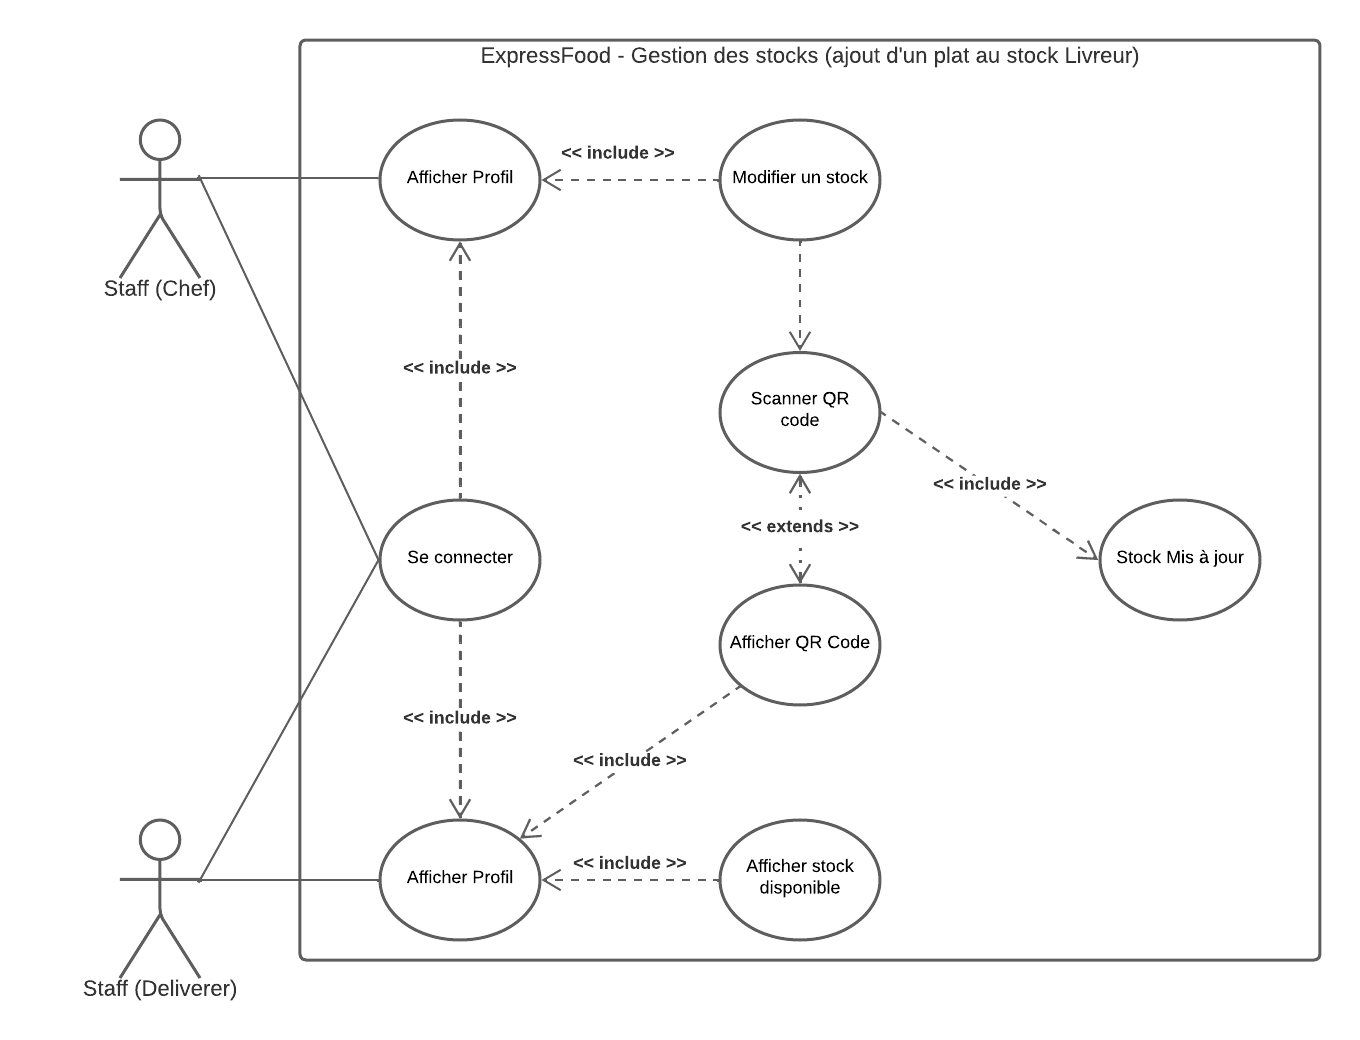 ExpressFood - Gestion des stocks (ajout d'un plat au stock Livreur)
Afficher Profil
<< include >>
Modifier un stock
Staff (Chef)
<< include >>
Scanner QR
code
<< include >>
<< extends >>
Se connecter
Stock Mis à jour
Afficher QR Code
<< include >>
<< include >>
Afficher Profil
<< include >>
Afficher stock
disponible
Staff (Deliverer)